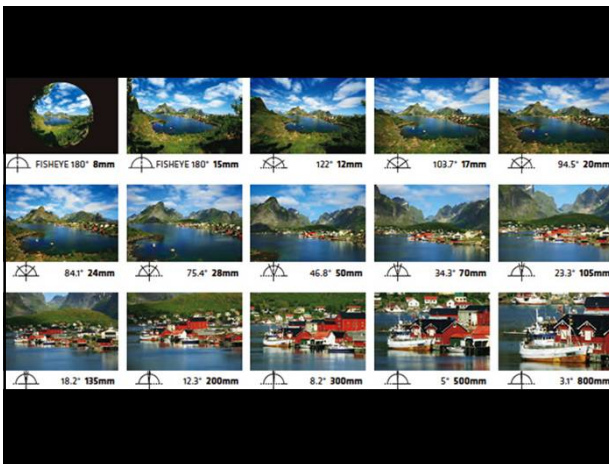 FISHEYE 180° 8mm
FISHEYE 180° 15mm
122° 12mm
103.7° 17mm
94.5° 20mm
84.1° 24mm
75.4° 28mm
46.8° 50mm
34.3° 70mm
23.3° 105mm
18.2° 135mm
12.3° 200mm
8.2° 300mm
5° 500mm
3.1° 800mm